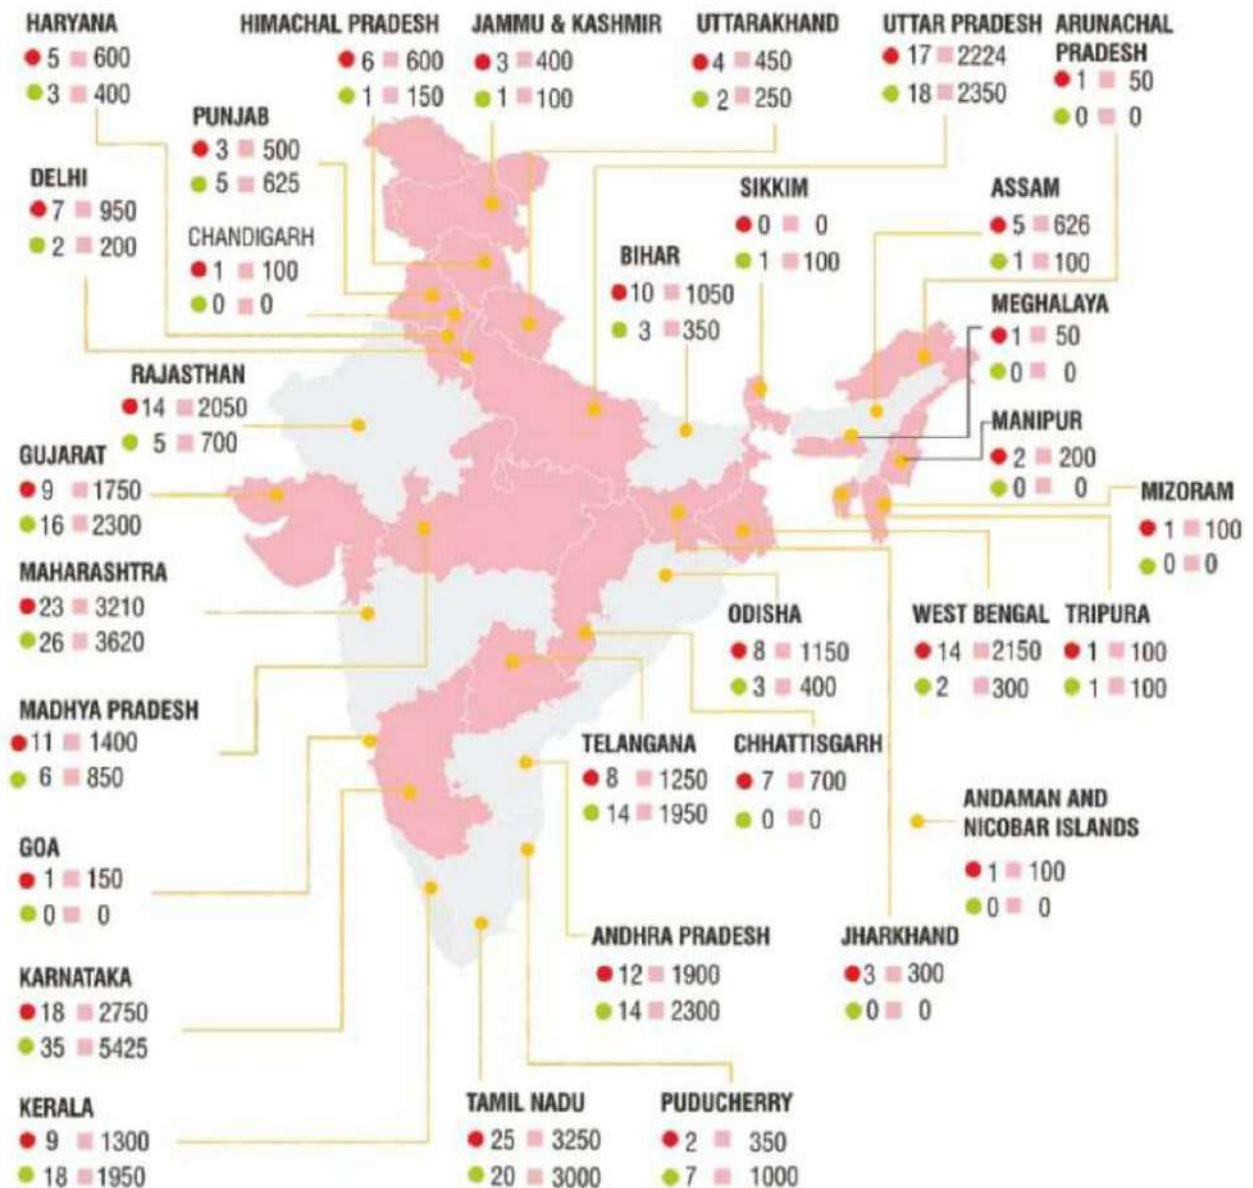 HARYANA
5 600
3 400
HIMACHAL PRADESH
6 600
1 150
JAMMU & KASHMIR
3 400
1 100
UTTARAKHAND
4 450
2 250
UTTAR PRADESH
17 2224
18 2350
ARUNACHAL
PRADESH
1 50
0 0
PUNJAB
3 500
5 625
DELHI
7 950
2 200
CHANDIGARH
1 100
0 0
SIKKIM
0 0
1 100
ASSAM
5 626
1 100
BIHAR
10 1050
3 350
MEGHALAYA
1 50
0 0
RAJASTHAN
14 2050
5 700
MANIPUR
2 200
0 0
GUJARAT
9 1750
16 2300
MIZORAM
1 100
0 0
MAHARASHTRA
23 3210
26 3620
ODISHA
8 1150
3 400
WEST BENGAL
14 2150
2 300
TRIPURA
1 100
1 100
MADHYA PRADESH
11 1400
6 850
TELANGANA
8 1250
14 1950
CHHATTISGARH
7 700
0 0
ANDAMAN AND
NICOBAR ISLANDS
1 100
0 0
GOA
1 150
0 0
ANDHRA PRADESH
12 1900
14 2300
JHARKHAND
3 300
0 0
KARNATAKA
18 2750
35 5425
KERALA
9 1300
18 1950
TAMIL NADU
25 3250
20 3000
PUDUCHERRY
2 350
7 1000